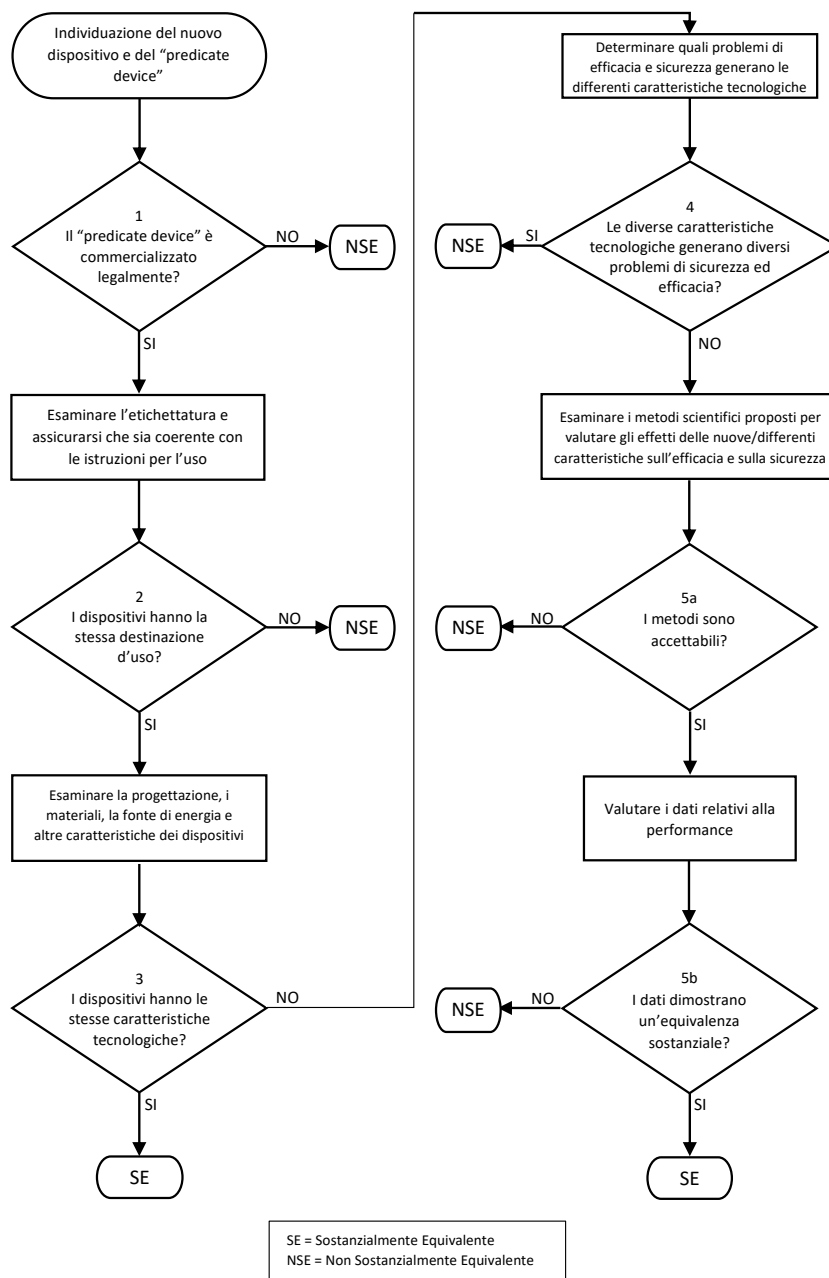 Individuazione del nuovo
dispositivo e del “predicate
device”
1
Il “predicate device” è
commercializzato
legalmente?
NO
NSE
SI
Esaminare l’etichettatura e
assicurarsi che sia coerente con
le istruzioni per l’uso
2
I dispositivi hanno la
stessa destinazione
d’uso?
NO
NSE
SI
Esaminare la progettazione, i
materiali, la fonte di energia e
altre caratteristiche dei dispositivi
3
I dispositivi hanno le
stesse caratteristiche
tecnologiche?
NO
SI
SE
Determinare quali problemi di
efficacia e sicurezza generano le
differenti caratteristiche tecnologiche
4
Le diverse caratteristiche
tecnologiche generano diversi
problemi di sicurezza ed
efficacia?
SI
NSE
NO
Esaminare i metodi scientifici proposti per
valutare gli effetti delle nuove/differenti
caratteristiche sull’efficacia e sulla sicurezza
5a
I metodi sono
accettabili?
NO
NSE
SI
Valutare i dati relativi alla
performance
5b
I dati dimostrano
un’equivalenza
sostanziale?
NO
NSE
SI
SE
SE = Sostanzialmente Equivalente
NSE = Non Sostanzialmente Equivalente